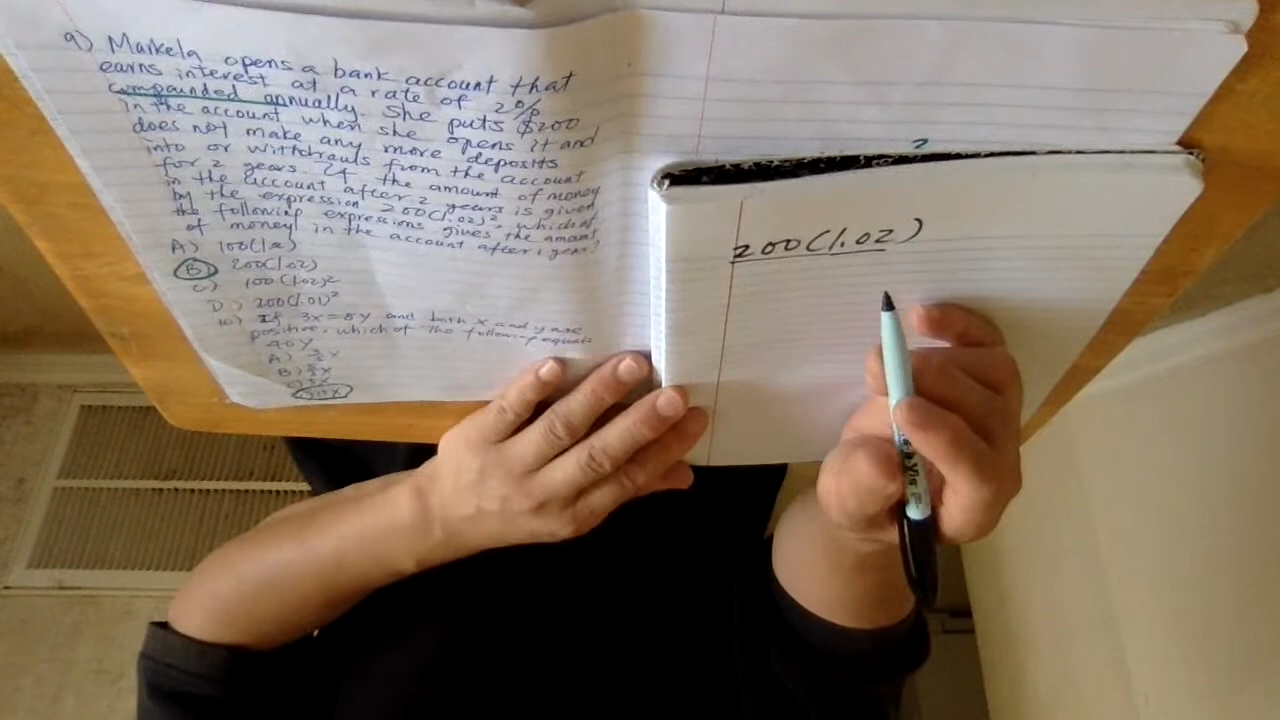 9) Markela opens a bank account that
earns interest at a rate of 2%
compounded annually. She puts $200
in the account when she opens it and
does not make any more deposits
into or withdrawls from the account
for 2 years. If the amount of money
in the account after 2 years is given
by the expression 200(1.02)², which of
the following expressions gives the amount
of money in the account after 1 year?
A) 100(1.02)
B) 200(1.02)
C) 100(1.02)²
D) 200(1.01)²
10) If 3x=8y and both x and y are
positive, which of the following equals
40y
A)
B)
200(1.02)
2